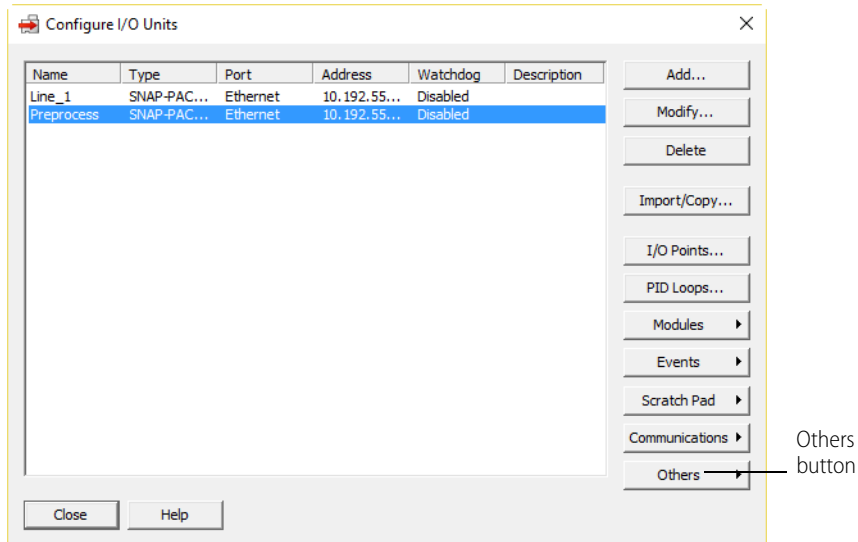 Configure I/O Units
Name Type Port Address Watchdog Description
Line_1 SNAP-PAC... Ethernet 10.192.55... Disabled
Preprocess SNAP-PAC... Ethernet 10.192.55... Disabled
Add...
Modify...
Delete
Import/Copy...
I/O Points...
PID Loops...
Modules
Events
Scratch Pad
Communications
Others
Others
button
Close
Help